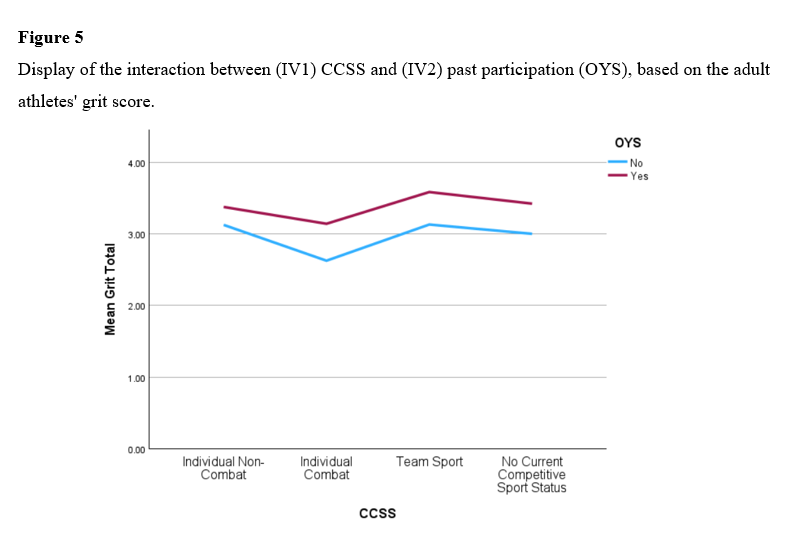 Figure 5
Display of the interaction between (IV1) CCSS and (IV2) past participation (OYS), based on the adult
athletes' grit score.
OYS
No
Yes
Mean Grit Total
4.00
3.00
2.00
1.00
0.00
Individual Non-
Combat
Individual
Combat
Team Sport
No Current
Competitive
Sport Status
CCSS